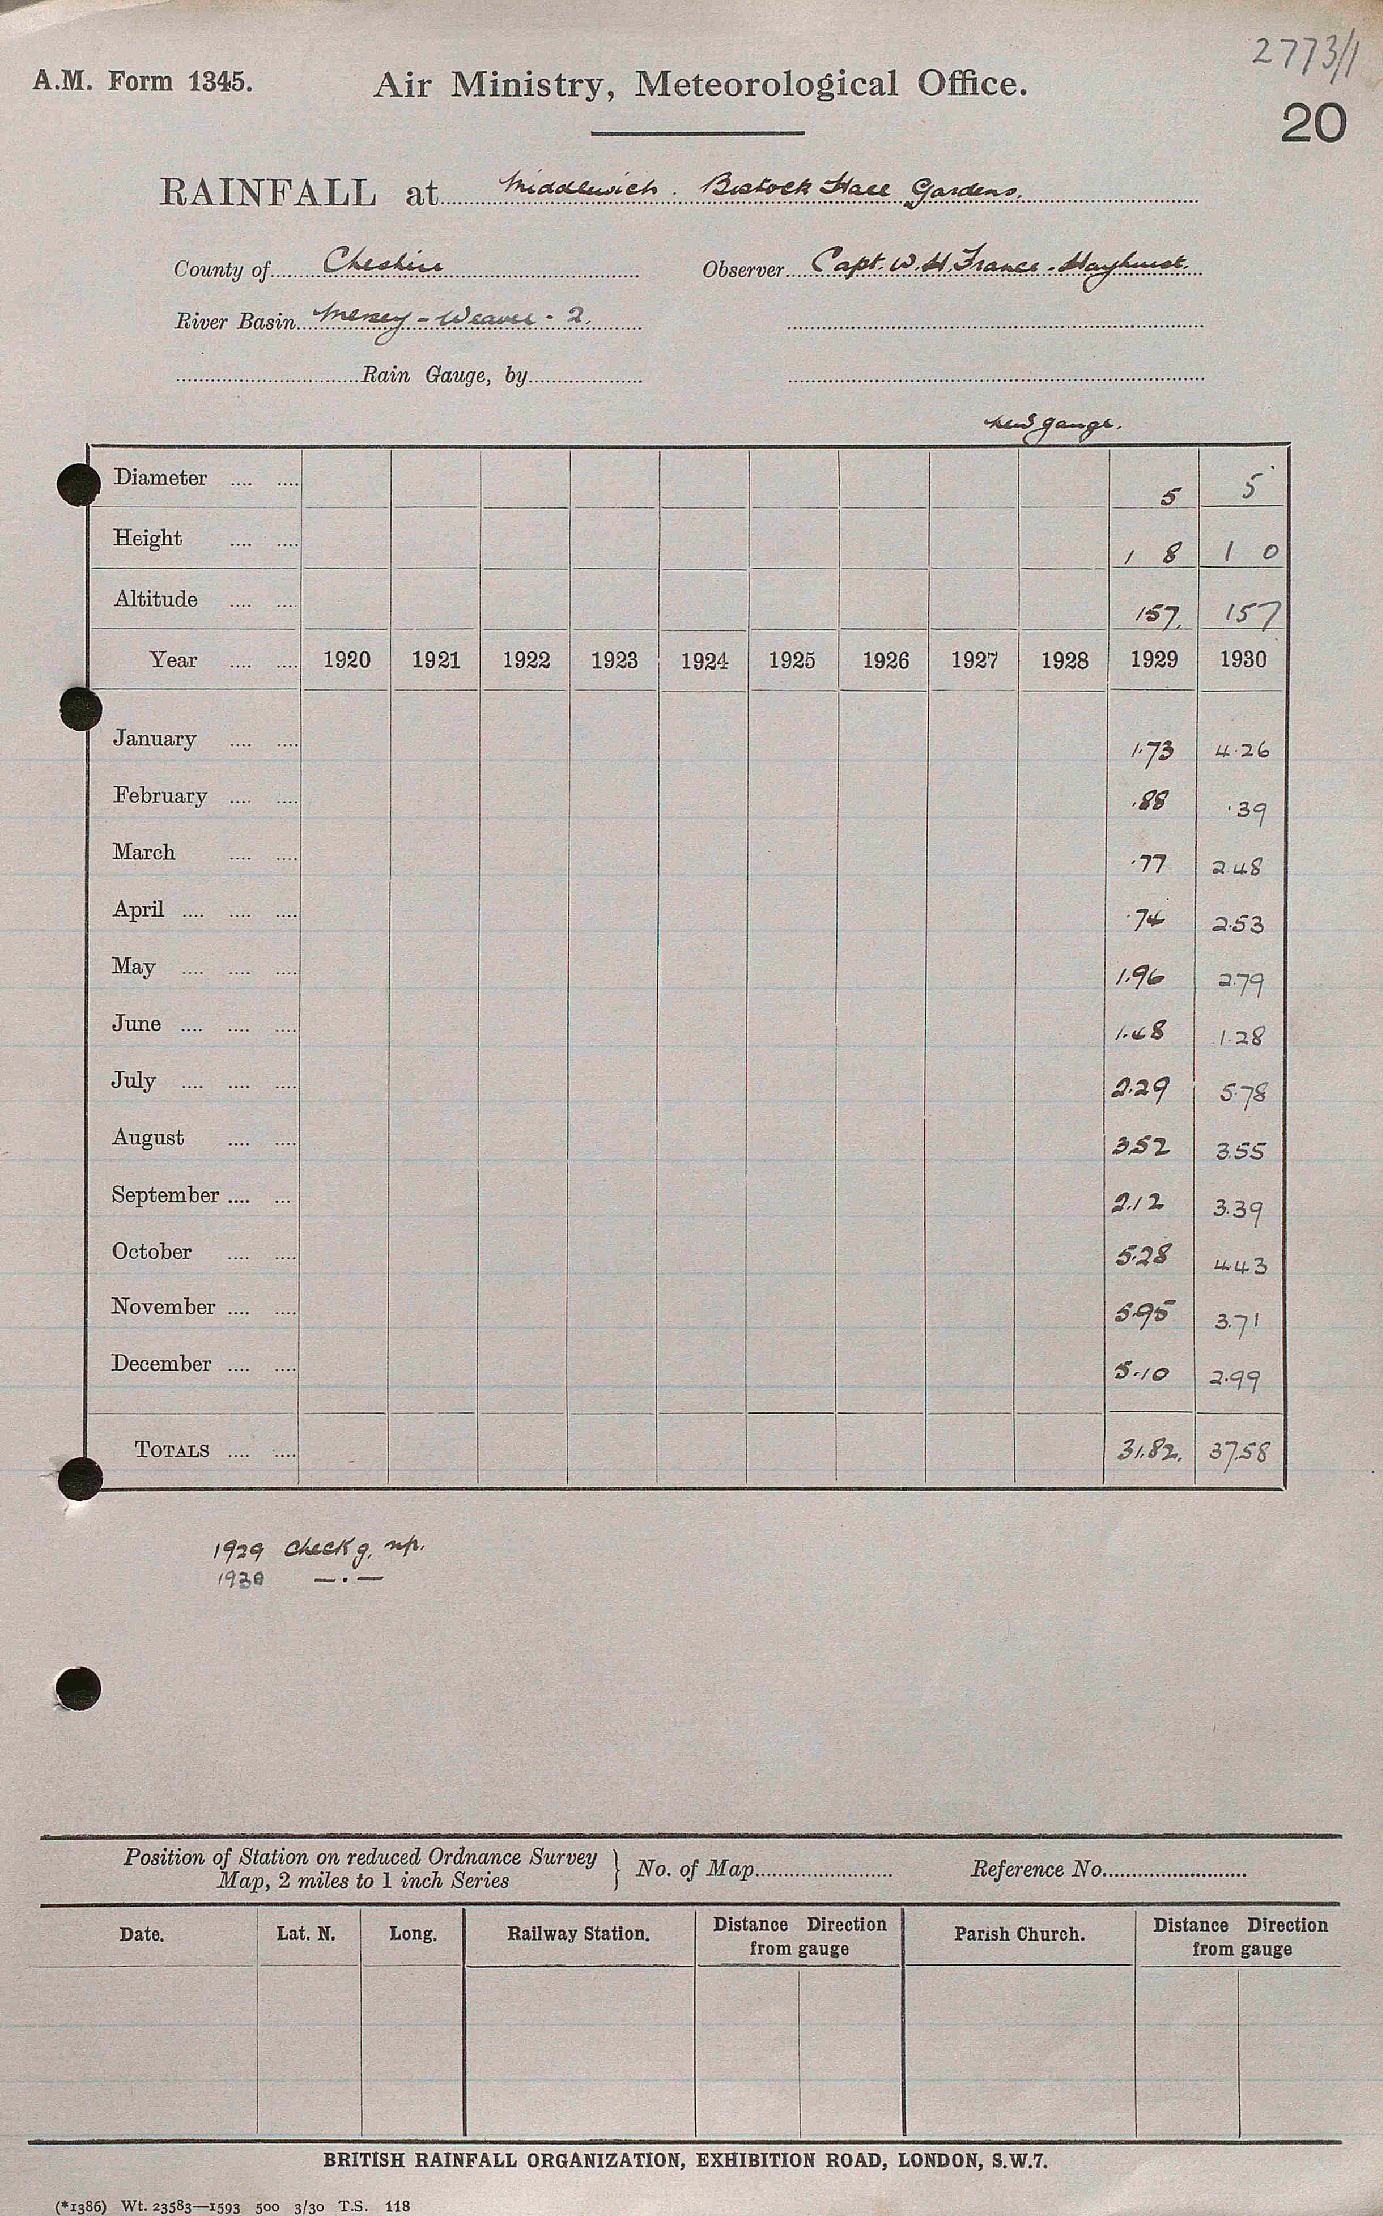 2773/1
A.M. Form 1345. Air Ministry, Meteorological Office.
20
RAINFALL at Middlewich. Bostock Hall Gardens.
County of Cheshire Observer Capt. W. H. France-Hayhurst.
River Basin Mersey - Weaver - 2.
Rain Gauge, by
new gauge.
Diameter .... .... 5 5
Height .... .... 1 8 1 0
Altitude .... .... 157. 157
Year .... .... 1920 1921 1922 1923 1924 1925 1926 1927 1928 1929 1930
January .... .... 1.73 4.26
February .... .... .88 .39
March .... .... .77 2.48
April .... .... .... .74 2.53
May .... .... .... 1.96 2.79
June .... .... .... 1.48 1.28
July .... .... .... 2.29 5.78
August .... .... 3.52 3.55
September .... .... 2.12 3.39
October .... .... 5.28 4.43
November .... .... 5.95 3.71
December .... .... 5.10 2.99
TOTALS .... .... 31.82. 37.58
1929 Check g. np.
1930 — . —
Position of Station on reduced Ordnance Survey Map, 2 miles to 1 inch Series } No. of Map Reference No.
Date. Lat. N. Long. Railway Station. Distance Direction from gauge Parish Church. Distance Direction from gauge
BRITISH RAINFALL ORGANIZATION, EXHIBITION ROAD, LONDON, S.W.7.
(*1386) Wt. 23583—1593 500 3/30 T.S. 118